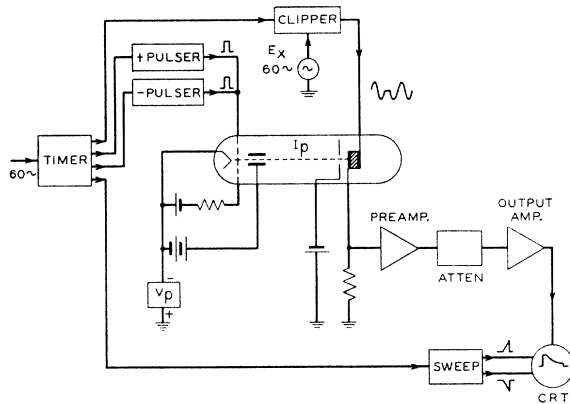 CLIPPER
+PULSER
Ex
60~
~
-PULSER
TIMER
60~
Ip
PREAMP.
OUTPUT
AMP.
ATTEN
-
Vp
+
SWEEP
CRT